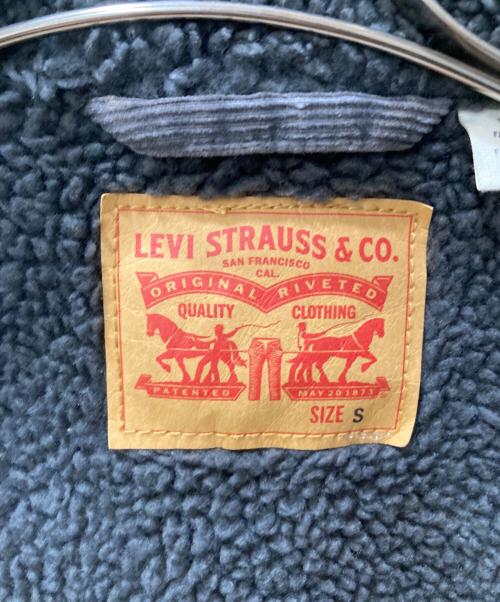 LEVI STRAUSS & CO.
SAN FRANCISCO
CAL.
ORIGINAL RIVETED
QUALITY CLOTHING
PATENTED MAY 20 1873
SIZE S